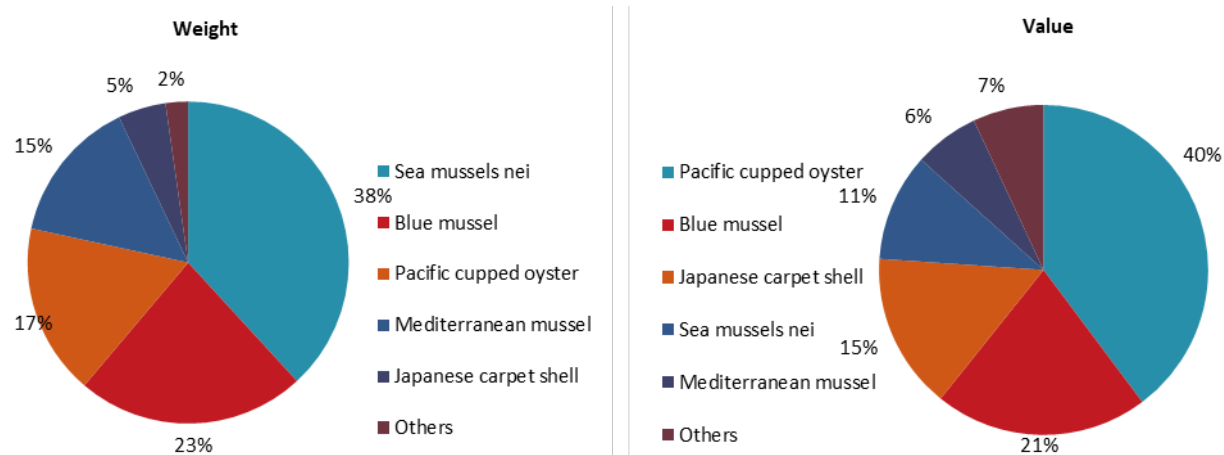 Weight
2%
5%
15%
17%
23%
38%
Sea mussels nei
Blue mussel
Pacific cupped oyster
Mediterranean mussel
Japanese carpet shell
Others
Value
7%
6%
11%
15%
21%
40%
Pacific cupped oyster
Blue mussel
Japanese carpet shell
Sea mussels nei
Mediterranean mussel
Others